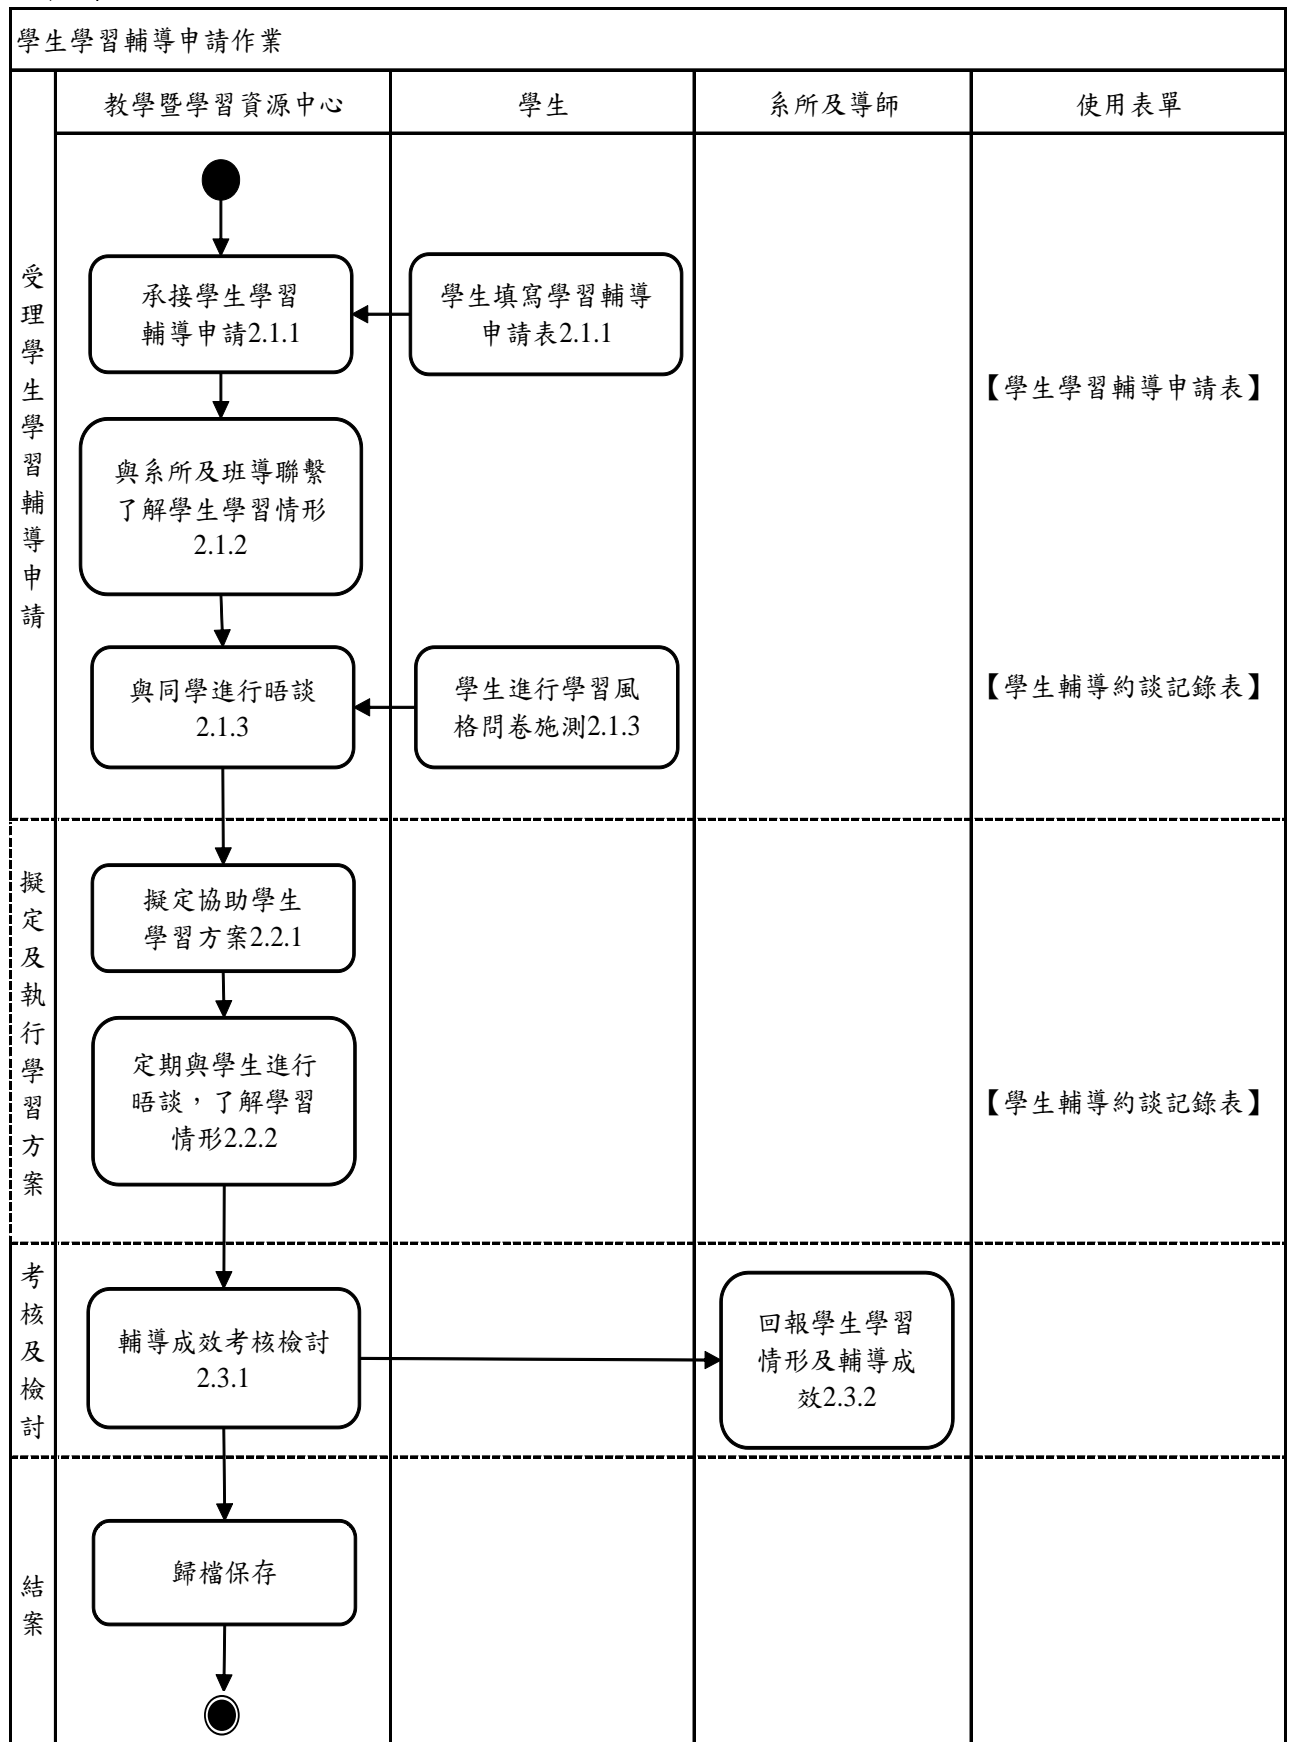 學生學習輔導申請作業
教學暨學習資源中心
學生
系所及導師
使用表單
受理學生學習輔導申請
承接學生學習
輔導申請2.1.1
學生填寫學習輔導
申請表2.1.1
【學生學習輔導申請表】
與系所及班導聯繫
了解學生學習情形
2.1.2
與同學進行晤談
2.1.3
學生進行學習風
格問卷施測2.1.3
【學生輔導約談記錄表】
擬定及執行學習方案
擬定協助學生
學習方案2.2.1
定期與學生進行
晤談，了解學習
情形2.2.2
【學生輔導約談記錄表】
考核及檢討
輔導成效考核檢討
2.3.1
回報學生學習
情形及輔導成
效2.3.2
結案
歸檔保存